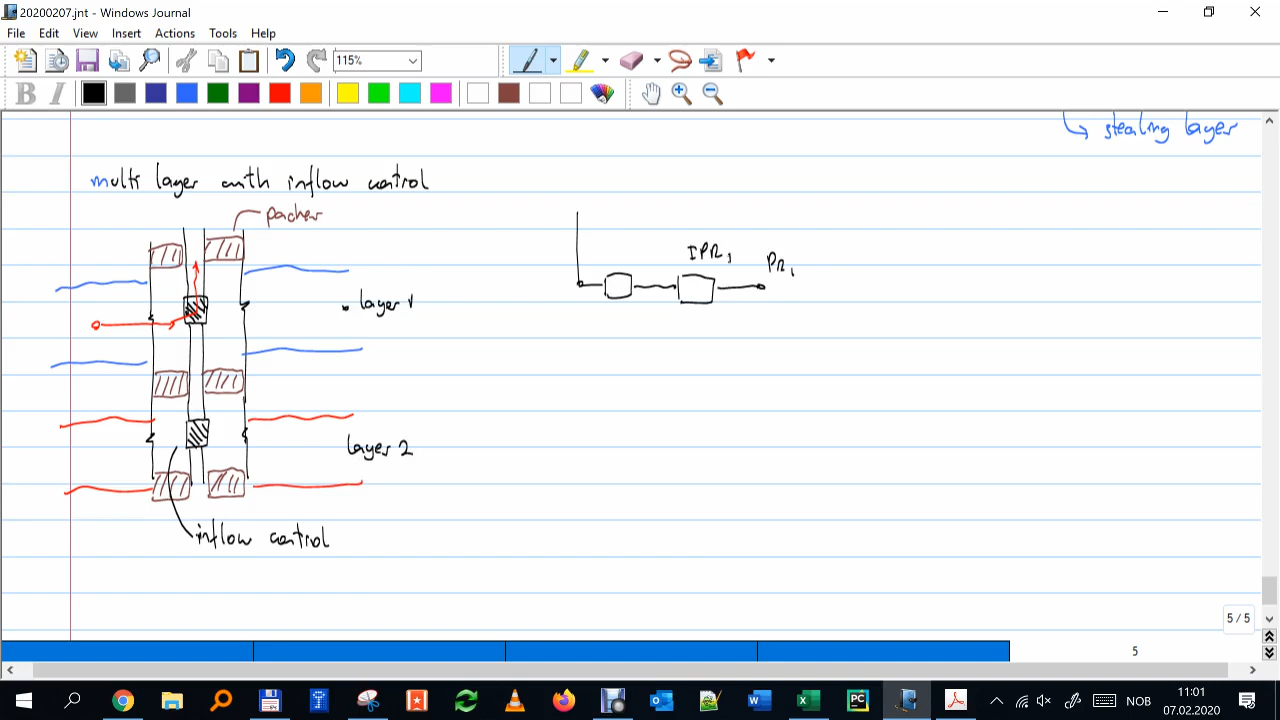 20200207.jnt - Windows Journal
File Edit View Insert Actions Tools Help
115%
stealing layer
multi layer with inflow control
packer
layer 1
layer 2
inflow control
IPR1
PR1
5 / 5
5
NOB
11:01
07.02.2020